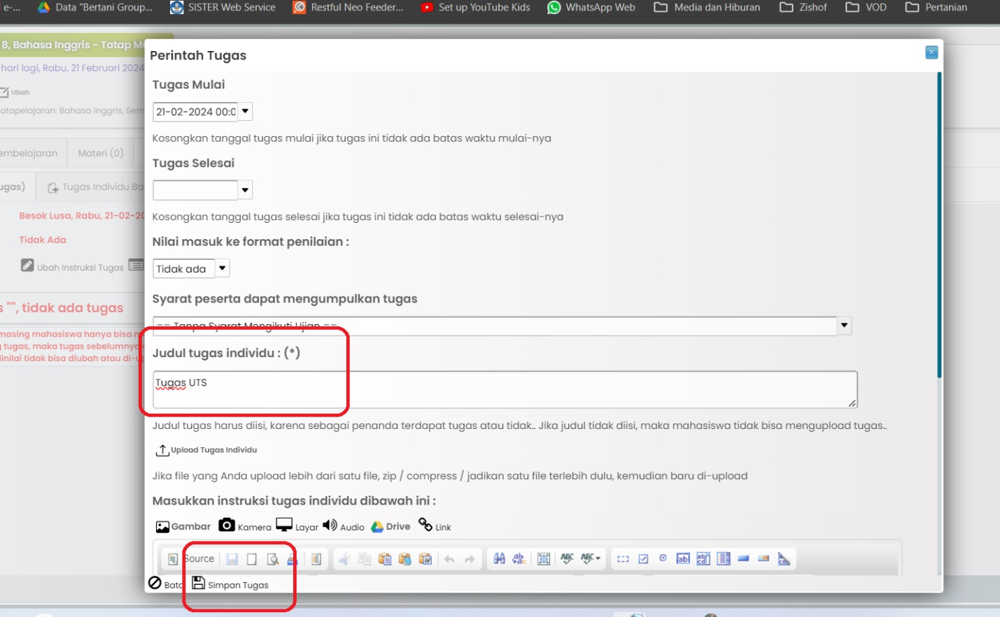 i e-...
Data "Bertani Group...
SISTER Web Service
Restful Neo Feeder...
Set up YouTube Kids
WhatsApp Web
Media dan Hiburan
Zishof
VOD
Pertanian
8, Bahasa Inggris - Tatap M
hari lagi, Rabu, 21 Februari 2024
Ubah
atapelajaran: Bahasa Inggris, Sem
embelajaran
Materi (0)
ugas)
Tugas Individu Ba
Besok Lusa, Rabu, 21-02-20
Tidak Ada
Ubah Instruksi Tugas
s "", tidak ada tugas
masing mahasiswa hanya bisa
g tugas, maka tugas sebelumnya
linilai tidak bisa diubah atau di-u
Perintah Tugas
Tugas Mulai
21-02-2024 00:0
Kosongkan tanggal tugas mulai jika tugas ini tidak ada batas waktu mulai-nya
Tugas Selesai
Kosongkan tanggal tugas selesai jika tugas ini tidak ada batas waktu selesai-nya
Nilai masuk ke format penilaian :
Tidak ada
Syarat peserta dapat mengumpulkan tugas
== Tanpa Syarat Mengikuti Ujian ==
Judul tugas individu : (*)
Tugas UTS
Judul tugas harus diisi, karena sebagai penanda terdapat tugas atau tidak.. Jika judul tidak diisi, maka mahasiswa tidak bisa mengupload tugas..
Upload Tugas Individu
Jika file yang Anda upload lebih dari satu file, zip / compress / jadikan satu file terlebih dulu, kemudian baru di-upload
Masukkan instruksi tugas individu dibawah ini :
Gambar Kamera Layar Audio Drive Link
Source
Bata Simpan Tugas